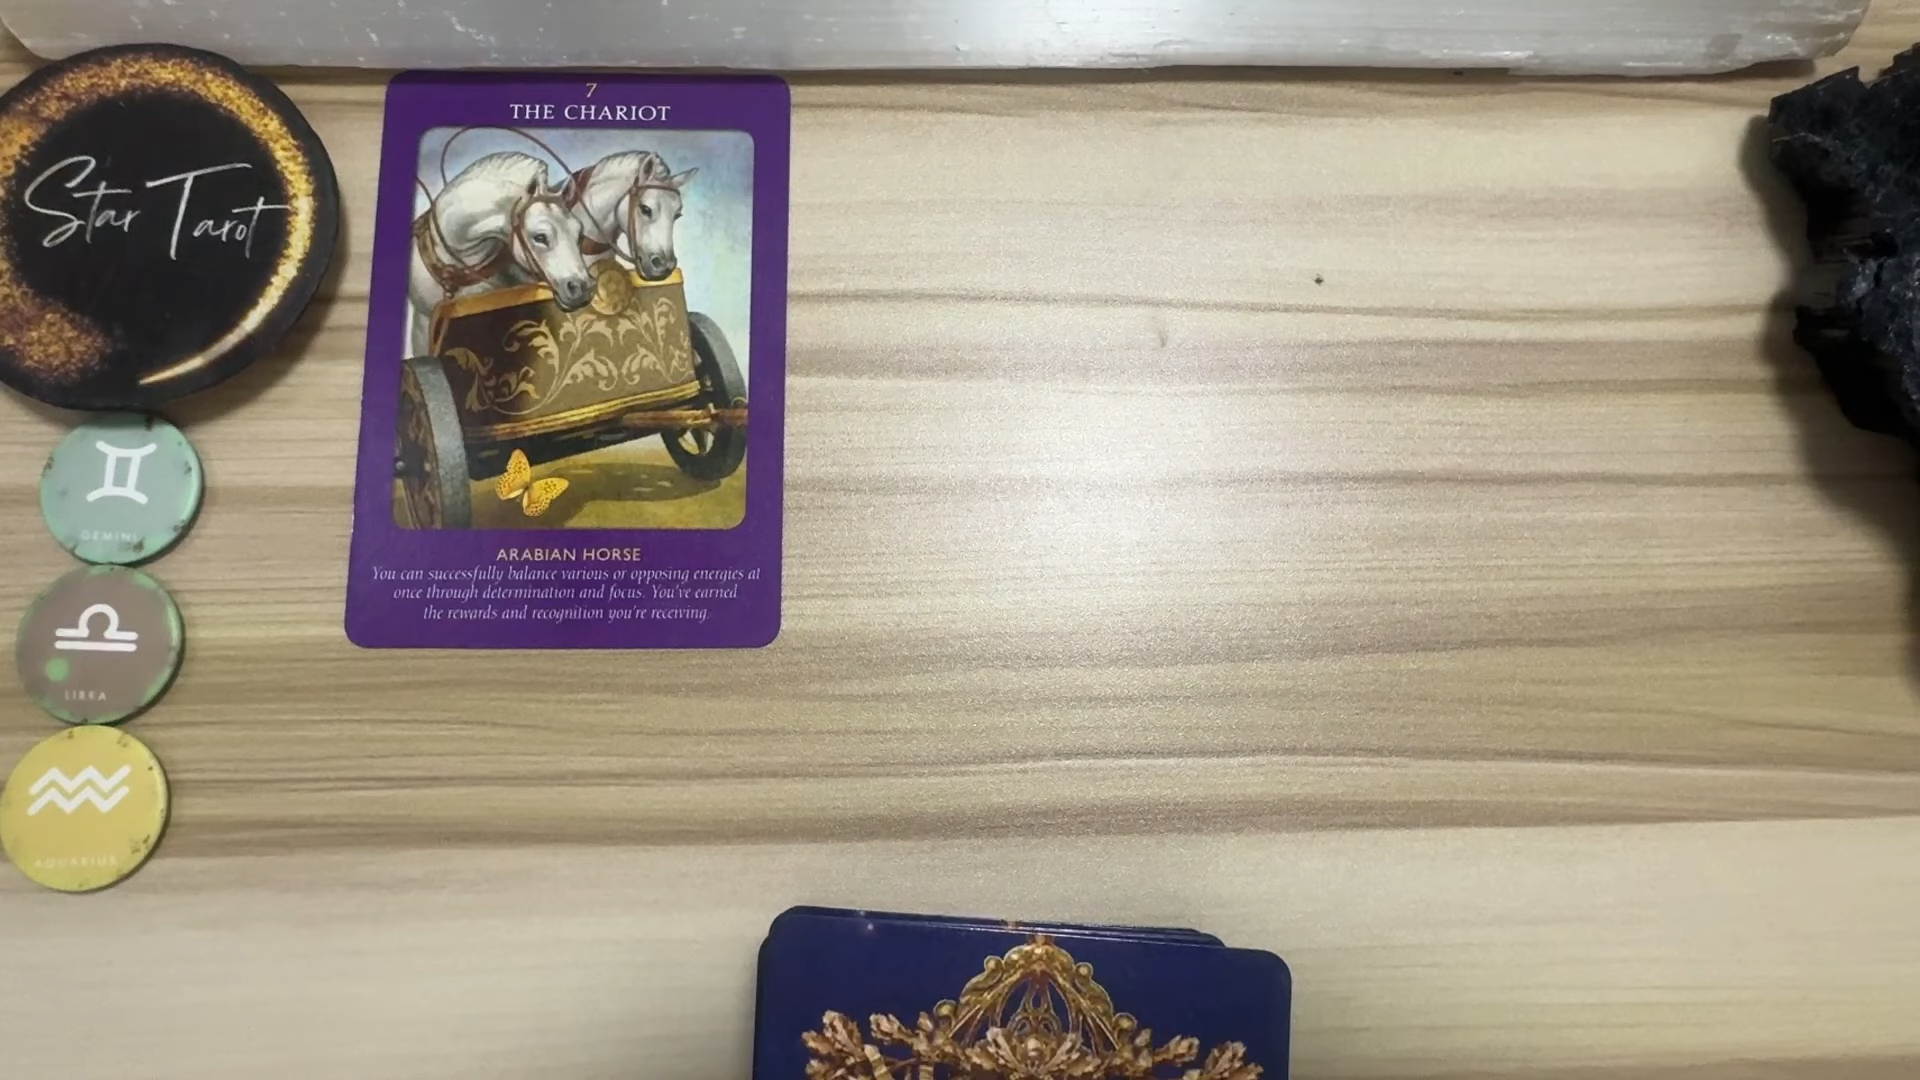 Star Tarot
7
THE CHARIOT
ARABIAN HORSE
You can successfully balance various or opposing energies at
once through determination and focus. You've earned
the rewards and recognition you're receiving.
GEMINI
LIBRA
AQUARIUS